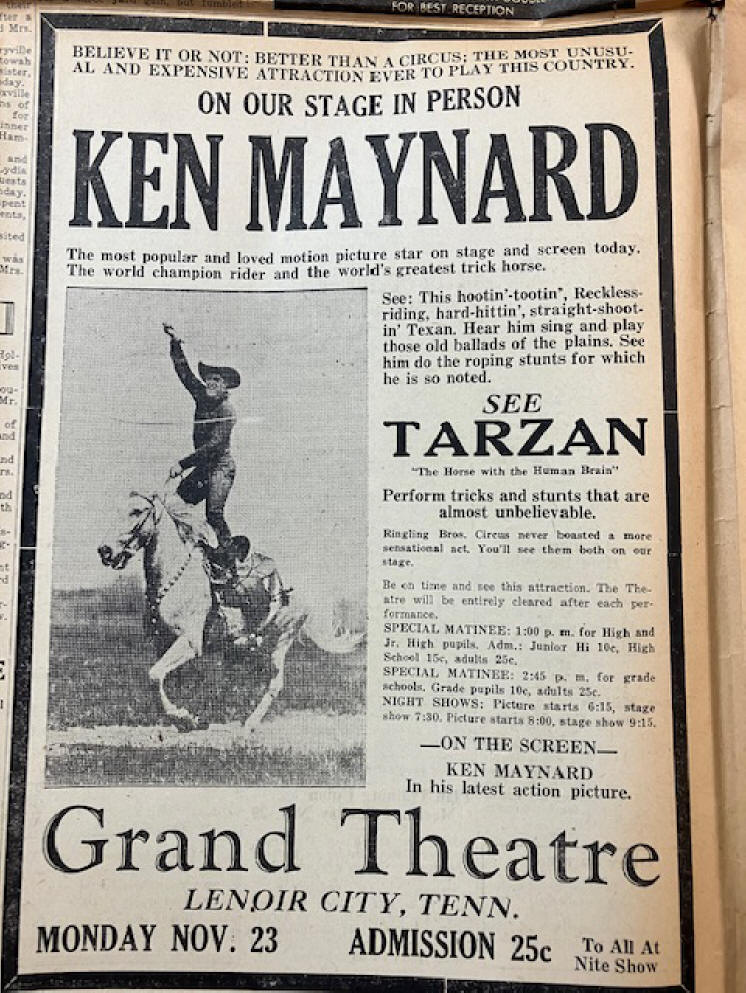 FOR BEST RECEPTION
BELIEVE IT OR NOT: BETTER THAN A CIRCUS; THE MOST UNUSU-
AL AND EXPENSIVE ATTRACTION EVER TO PLAY THIS COUNTRY.
ON OUR STAGE IN PERSON
KEN MAYNARD
The most popular and loved motion picture star on stage and screen today.
The world champion rider and the world's greatest trick horse.
See: This hootin'-tootin', Reckless-
riding, hard-hittin', straight-shoot-
in' Texan. Hear him sing and play
those old ballads of the plains. See
him do the roping stunts for which
he is so noted.
SEE
TARZAN
"The Horse with the Human Brain"
Perform tricks and stunts that are
almost unbelievable.
Ringling Bros. Circus never boasted a more
sensational act. You'll see them both on our
stage.
Be on time and see this attraction. The The-
atre will be entirely cleared after each per-
formance.
SPECIAL MATINEE: 1:00 p. m. for High and
Jr. High pupils. Adm.: Junior Hi 10c, High
School 15c, adults 25c.
SPECIAL MATINEE: 2:45 p. m. for grade
schools. Grade pupils 10c, adults 25c.
NIGHT SHOWS: Picture starts 6:15, stage
show 7:30. Picture starts 8:00, stage show 9:15.
—ON THE SCREEN—
KEN MAYNARD
In his latest action picture.
Grand Theatre
LENOIR CITY, TENN.
MONDAY NOV. 23 ADMISSION 25c To All At
Nite Show